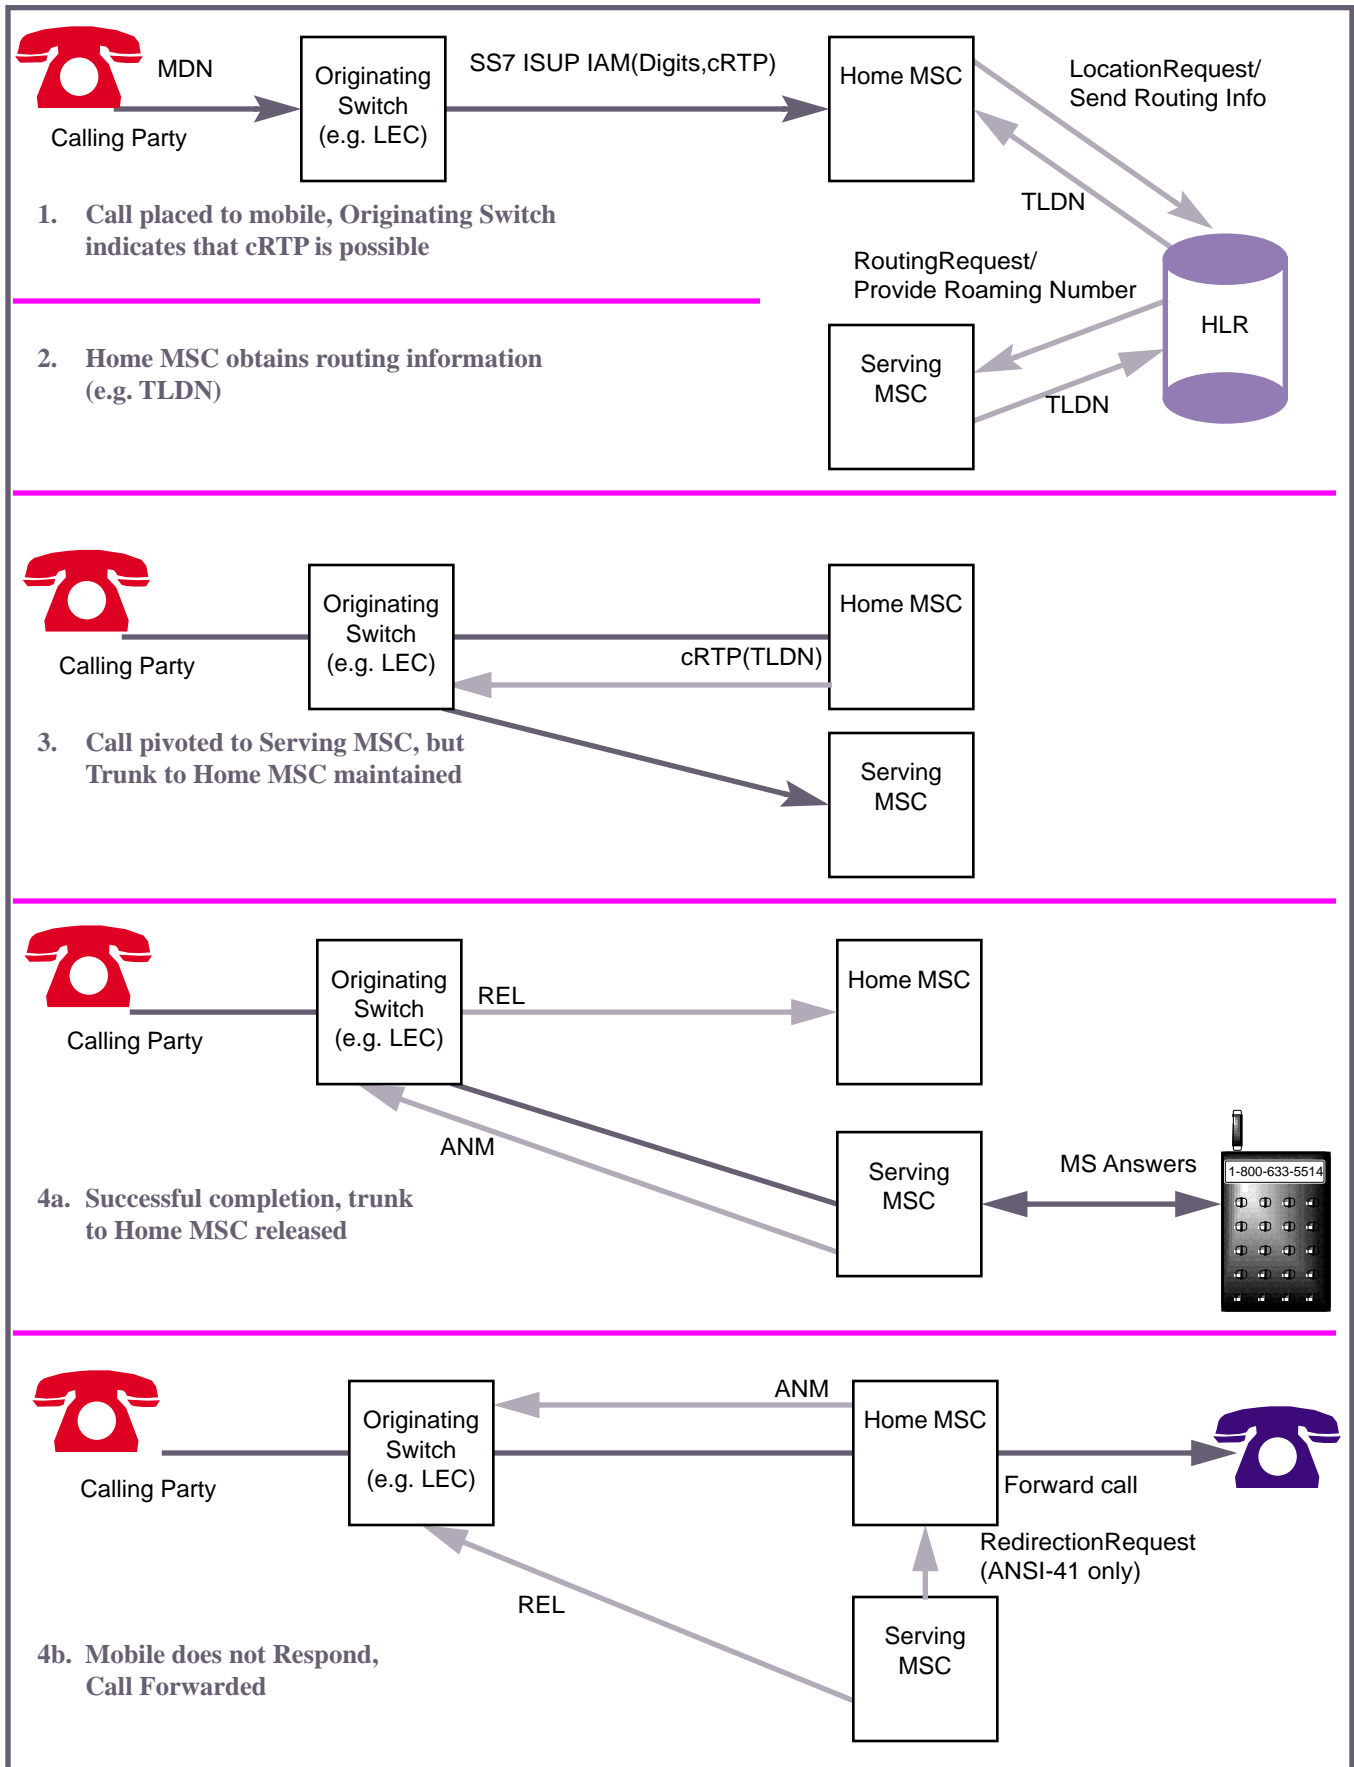 MDN
Originating
Switch
(e.g. LEC)
SS7 ISUP IAM(Digits,cRTP)
Home MSC
LocationRequest/
Send Routing Info
Calling Party
TLDN
1. Call placed to mobile, Originating Switch
indicates that cRTP is possible
RoutingRequest/
Provide Roaming Number
HLR
2. Home MSC obtains routing information
(e.g. TLDN)
Serving
MSC
TLDN
Originating
Switch
(e.g. LEC)
Home MSC
Calling Party
cRTP(TLDN)
3. Call pivoted to Serving MSC, but
Trunk to Home MSC maintained
Serving
MSC
Originating
Switch
(e.g. LEC)
REL
Home MSC
Calling Party
ANM
Serving
MSC
MS Answers
1-800-633-5514
4a. Successful completion, trunk
to Home MSC released
ANM
Originating
Switch
(e.g. LEC)
Home MSC
Calling Party
Forward call
RedirectionRequest
(ANSI-41 only)
REL
Serving
MSC
4b. Mobile does not Respond,
Call Forwarded